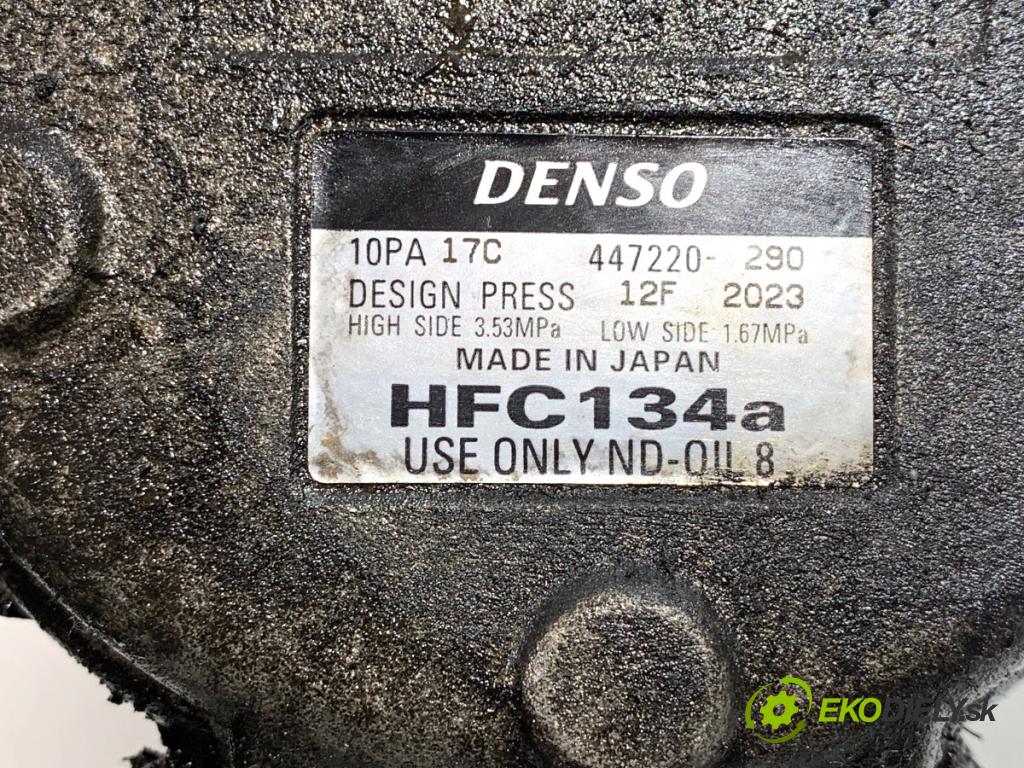 DENSO
10PA 17C 447220- 290
DESIGN PRESS 12F 2023
HIGH SIDE 3.53MPa LOW SIDE 1.67MPa
MADE IN JAPAN
HFC134a
USE ONLY ND-OIL 8
EKODIELY.sk